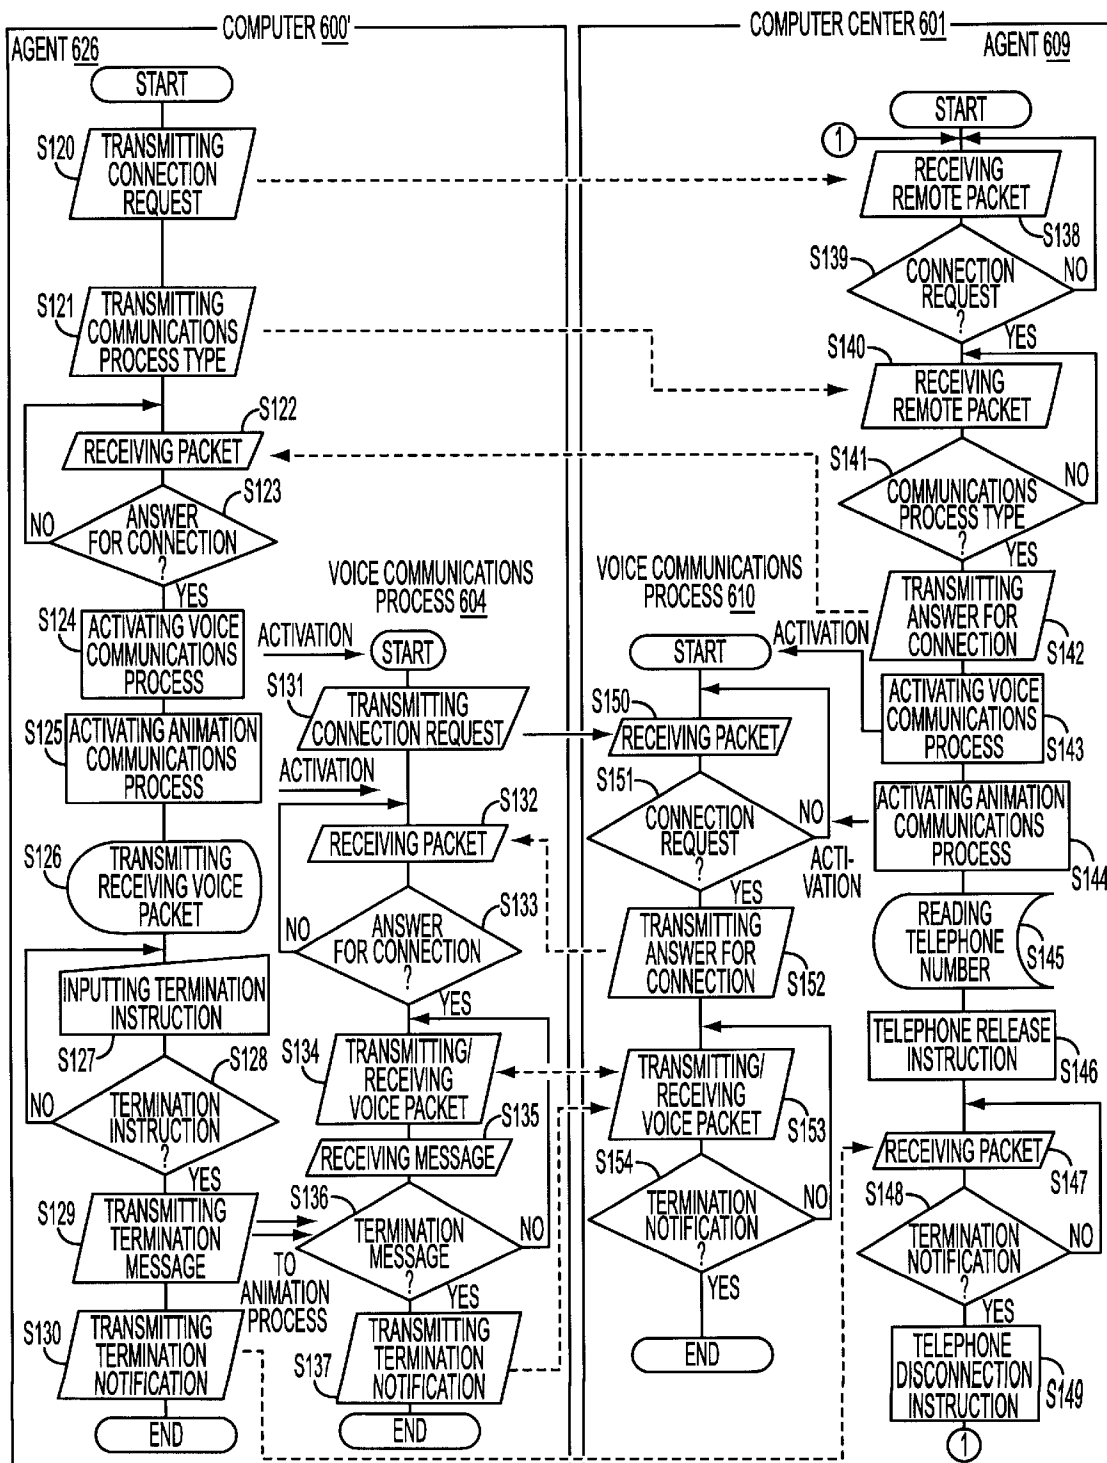 COMPUTER 600'
COMPUTER CENTER 601
AGENT 626
START
S120
TRANSMITTING
CONNECTION
REQUEST
S121
TRANSMITTING
COMMUNICATIONS
PROCESS TYPE
S122
RECEIVING PACKET
S123
ANSWER
FOR CONNECTION
?
NO
YES
S124
ACTIVATING VOICE
COMMUNICATIONS
PROCESS
ACTIVATION
S125
ACTIVATING ANIMATION
COMMUNICATIONS
PROCESS
ACTIVATION
S126
TRANSMITTING
RECEIVING VOICE
PACKET
INPUTTING TERMINATION
INSTRUCTION
S127
S128
TERMINATION
INSTRUCTION
?
NO
YES
S129
TRANSMITTING
TERMINATION
MESSAGE
TO
ANIMATION
PROCESS
S130
TRANSMITTING
TERMINATION
NOTIFICATION
END
VOICE COMMUNICATIONS
PROCESS 604
START
S131
TRANSMITTING
CONNECTION REQUEST
S132
RECEIVING PACKET
S133
ANSWER
FOR CONNECTION
?
NO
YES
S134
TRANSMITTING/
RECEIVING
VOICE PACKET
S135
RECEIVING MESSAGE
S136
TERMINATION
MESSAGE
?
NO
YES
S137
TRANSMITTING
TERMINATION
NOTIFICATION
END
VOICE COMMUNICATIONS
PROCESS 610
START
S150
RECEIVING PACKET
S151
CONNECTION
REQUEST
?
NO
YES
TRANSMITTING
ANSWER FOR
CONNECTION
S152
TRANSMITTING/
RECEIVING
VOICE PACKET
S153
S154
TERMINATION
NOTIFICATION
?
NO
YES
END
AGENT 609
START
1
RECEIVING
REMOTE PACKET
S138
S139
CONNECTION
REQUEST
?
NO
YES
S140
RECEIVING
REMOTE PACKET
S141
COMMUNICATIONS
PROCESS TYPE
?
NO
YES
TRANSMITTING
ANSWER FOR
CONNECTION
S142
ACTIVATION
ACTIVATING VOICE
COMMUNICATIONS
PROCESS
S143
ACTIVATING ANIMATION
COMMUNICATIONS
PROCESS
S144
ACTI-
VATION
READING
TELEPHONE
NUMBER
S145
TELEPHONE RELEASE
INSTRUCTION
S146
RECEIVING PACKET
S147
S148
TERMINATION
NOTIFICATION
?
NO
YES
TELEPHONE
DISCONNECTION
INSTRUCTION
S149
1